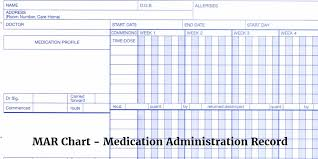 NAME D.O.B ALLERGIES
ADDRESS
(Room Number, Care Home)
DOCTOR START DATE END DATE START DAY
MEDICATION PROFILE COMMENCING WEEK 1 WEEK 2 WEEK 3 WEEK 4
TIME/DOSE
Dr Sig. Carried forward
Commenced route recd. quant by returned/destroyed quant by
MAR Chart – Medication Administration Record